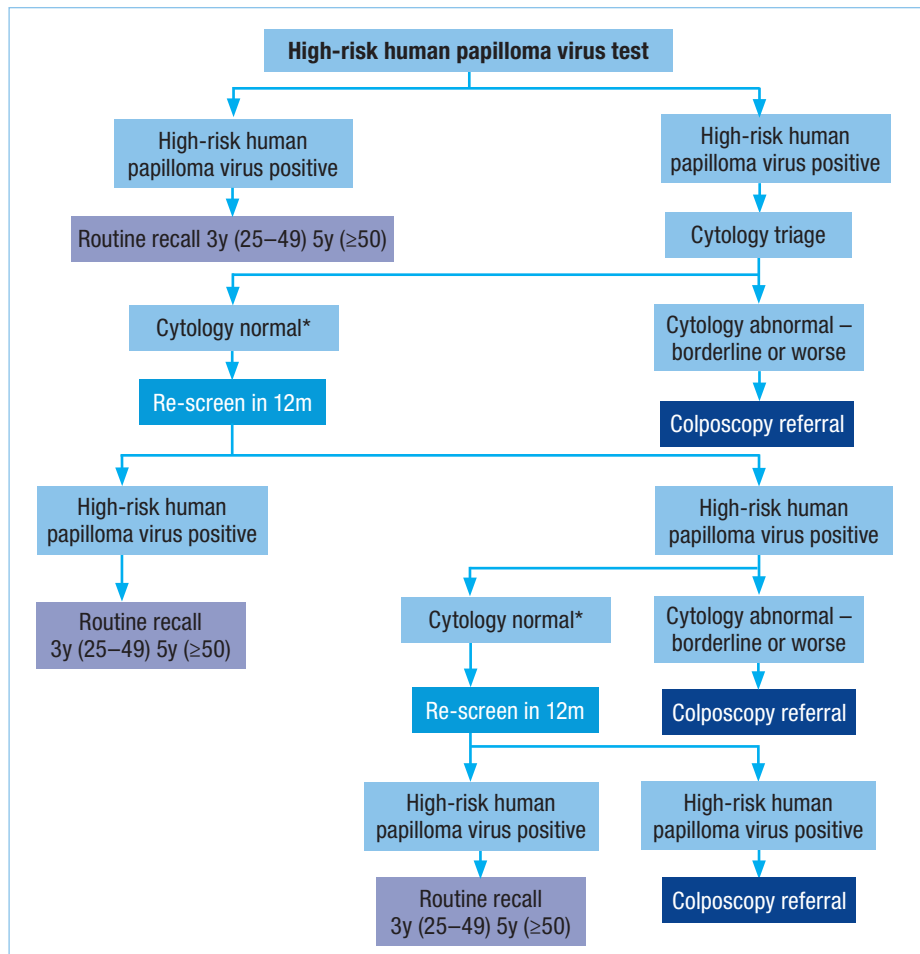 High-risk human papilloma virus test
High-risk human
papilloma virus positive
High-risk human
papilloma virus positive
Routine recall 3y (25–49) 5y (≥50)
Cytology triage
Cytology normal*
Cytology abnormal –
borderline or worse
Re-screen in 12m
Colposcopy referral
High-risk human
papilloma virus positive
High-risk human
papilloma virus positive
Routine recall
3y (25–49) 5y (≥50)
Cytology normal*
Cytology abnormal –
borderline or worse
Re-screen in 12m
Colposcopy referral
High-risk human
papilloma virus positive
High-risk human
papilloma virus positive
Routine recall
3y (25–49) 5y (≥50)
Colposcopy referral